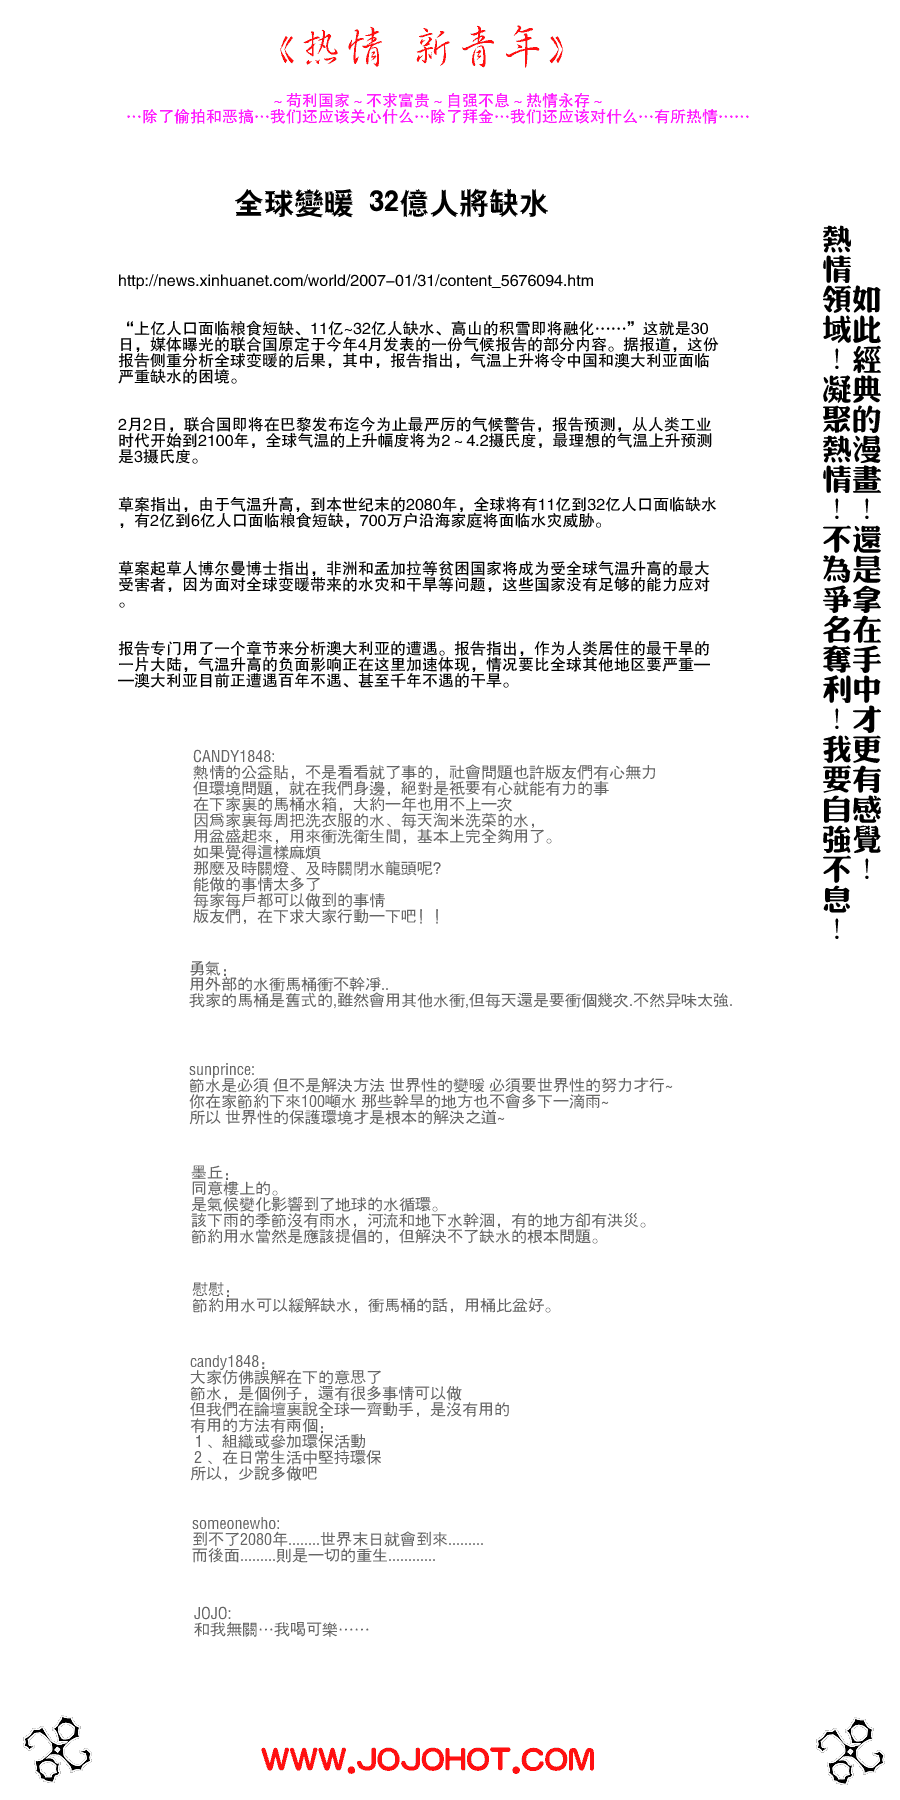 《热情 新青年》
~苟利国家~不求富贵~自强不息~热情永存~
…除了偷拍和恶搞…我们还应该关心什么…除了拜金…我们还应该对什么…有所热情……
全球變暖 32億人將缺水
http://news.xinhuanet.com/world/2007-01/31/content_5676094.htm
“上亿人口面临粮食短缺、11亿~32亿人缺水、高山的积雪即将融化……”这就是30
日，媒体曝光的联合国原定于今年4月发表的一份气候报告的部分内容。据报道，这份
报告侧重分析全球变暖的后果，其中，报告指出，气温上升将令中国和澳大利亚面临
严重缺水的困境。
2月2日，联合国即将在巴黎发布迄今为止最严厉的气候警告，报告预测，从人类工业
时代开始到2100年，全球气温的上升幅度将为2～4.2摄氏度，最理想的气温上升预测
是3摄氏度。
草案指出，由于气温升高，到本世纪末的2080年，全球将有11亿到32亿人口面临缺水
，有2亿到6亿人口面临粮食短缺，700万户沿海家庭将面临水灾威胁。
草案起草人博尔曼博士指出，非洲和孟加拉等贫困国家将成为受全球气温升高的最大
受害者，因为面对全球变暖带来的水灾和干旱等问题，这些国家没有足够的能力应对
。
报告专门用了一个章节来分析澳大利亚的遭遇。报告指出，作为人类居住的最干旱的
一片大陆，气温升高的负面影响正在这里加速体现，情况要比全球其他地区要严重—
—澳大利亚目前正遭遇百年不遇、甚至千年不遇的干旱。
如此經典的漫畫！還是拿在手中才更有感覺！
熱情領域！凝聚熱情！不為爭名奪利！我要自強不息！
CANDY1848:
熱情的公益貼，不是看看就了事的，社會問題也許版友們有心無力
但環境問題，就在我們身邊，絕對是衹要有心就能有力的事
在下家裏的馬桶水箱，大約一年也用不上一次
因爲家裏每周把洗衣服的水、每天淘米洗菜的水，
用盆盛起來，用來衝洗衛生間，基本上完全夠用了。
如果覺得這樣麻煩
那麼及時關燈、及時關閉水龍頭呢?
能做的事情太多了
每家每戶都可以做到的事情
版友們，在下求大家行動一下吧！！
勇氣：
用外部的水衝馬桶衝不幹凈..
我家的馬桶是舊式的,雖然會用其他水衝,但每天還是要衝個幾次.不然异味太強.
sunprince:
節水是必須 但不是解決方法 世界性的變暖 必須要世界性的努力才行~
你在家節約下來100噸水 那些幹旱的地方也不會多下一滴雨~
所以 世界性的保護環境才是根本的解決之道~
墨丘：
同意樓上的。
是氣候變化影響到了地球的水循環。
該下雨的季節沒有雨水，河流和地下水幹涸，有的地方卻有洪災。
節約用水當然是應該提倡的，但解決不了缺水的根本問題。
慰慰：
節約用水可以緩解缺水，衝馬桶的話，用桶比盆好。
candy1848：
大家仿佛誤解在下的意思了
節水，是個例子，還有很多事情可以做
但我們在論壇裏說全球一齊動手，是沒有用的
有用的方法有兩個：
1、組織或參加環保活動
2、在日常生活中堅持環保
所以，少說多做吧
someonewho:
到不了2080年........世界末日就會到來.........
而後面.........則是一切的重生............
JOJO:
和我無關…我喝可樂……
WWW.JOJOHOT.COM